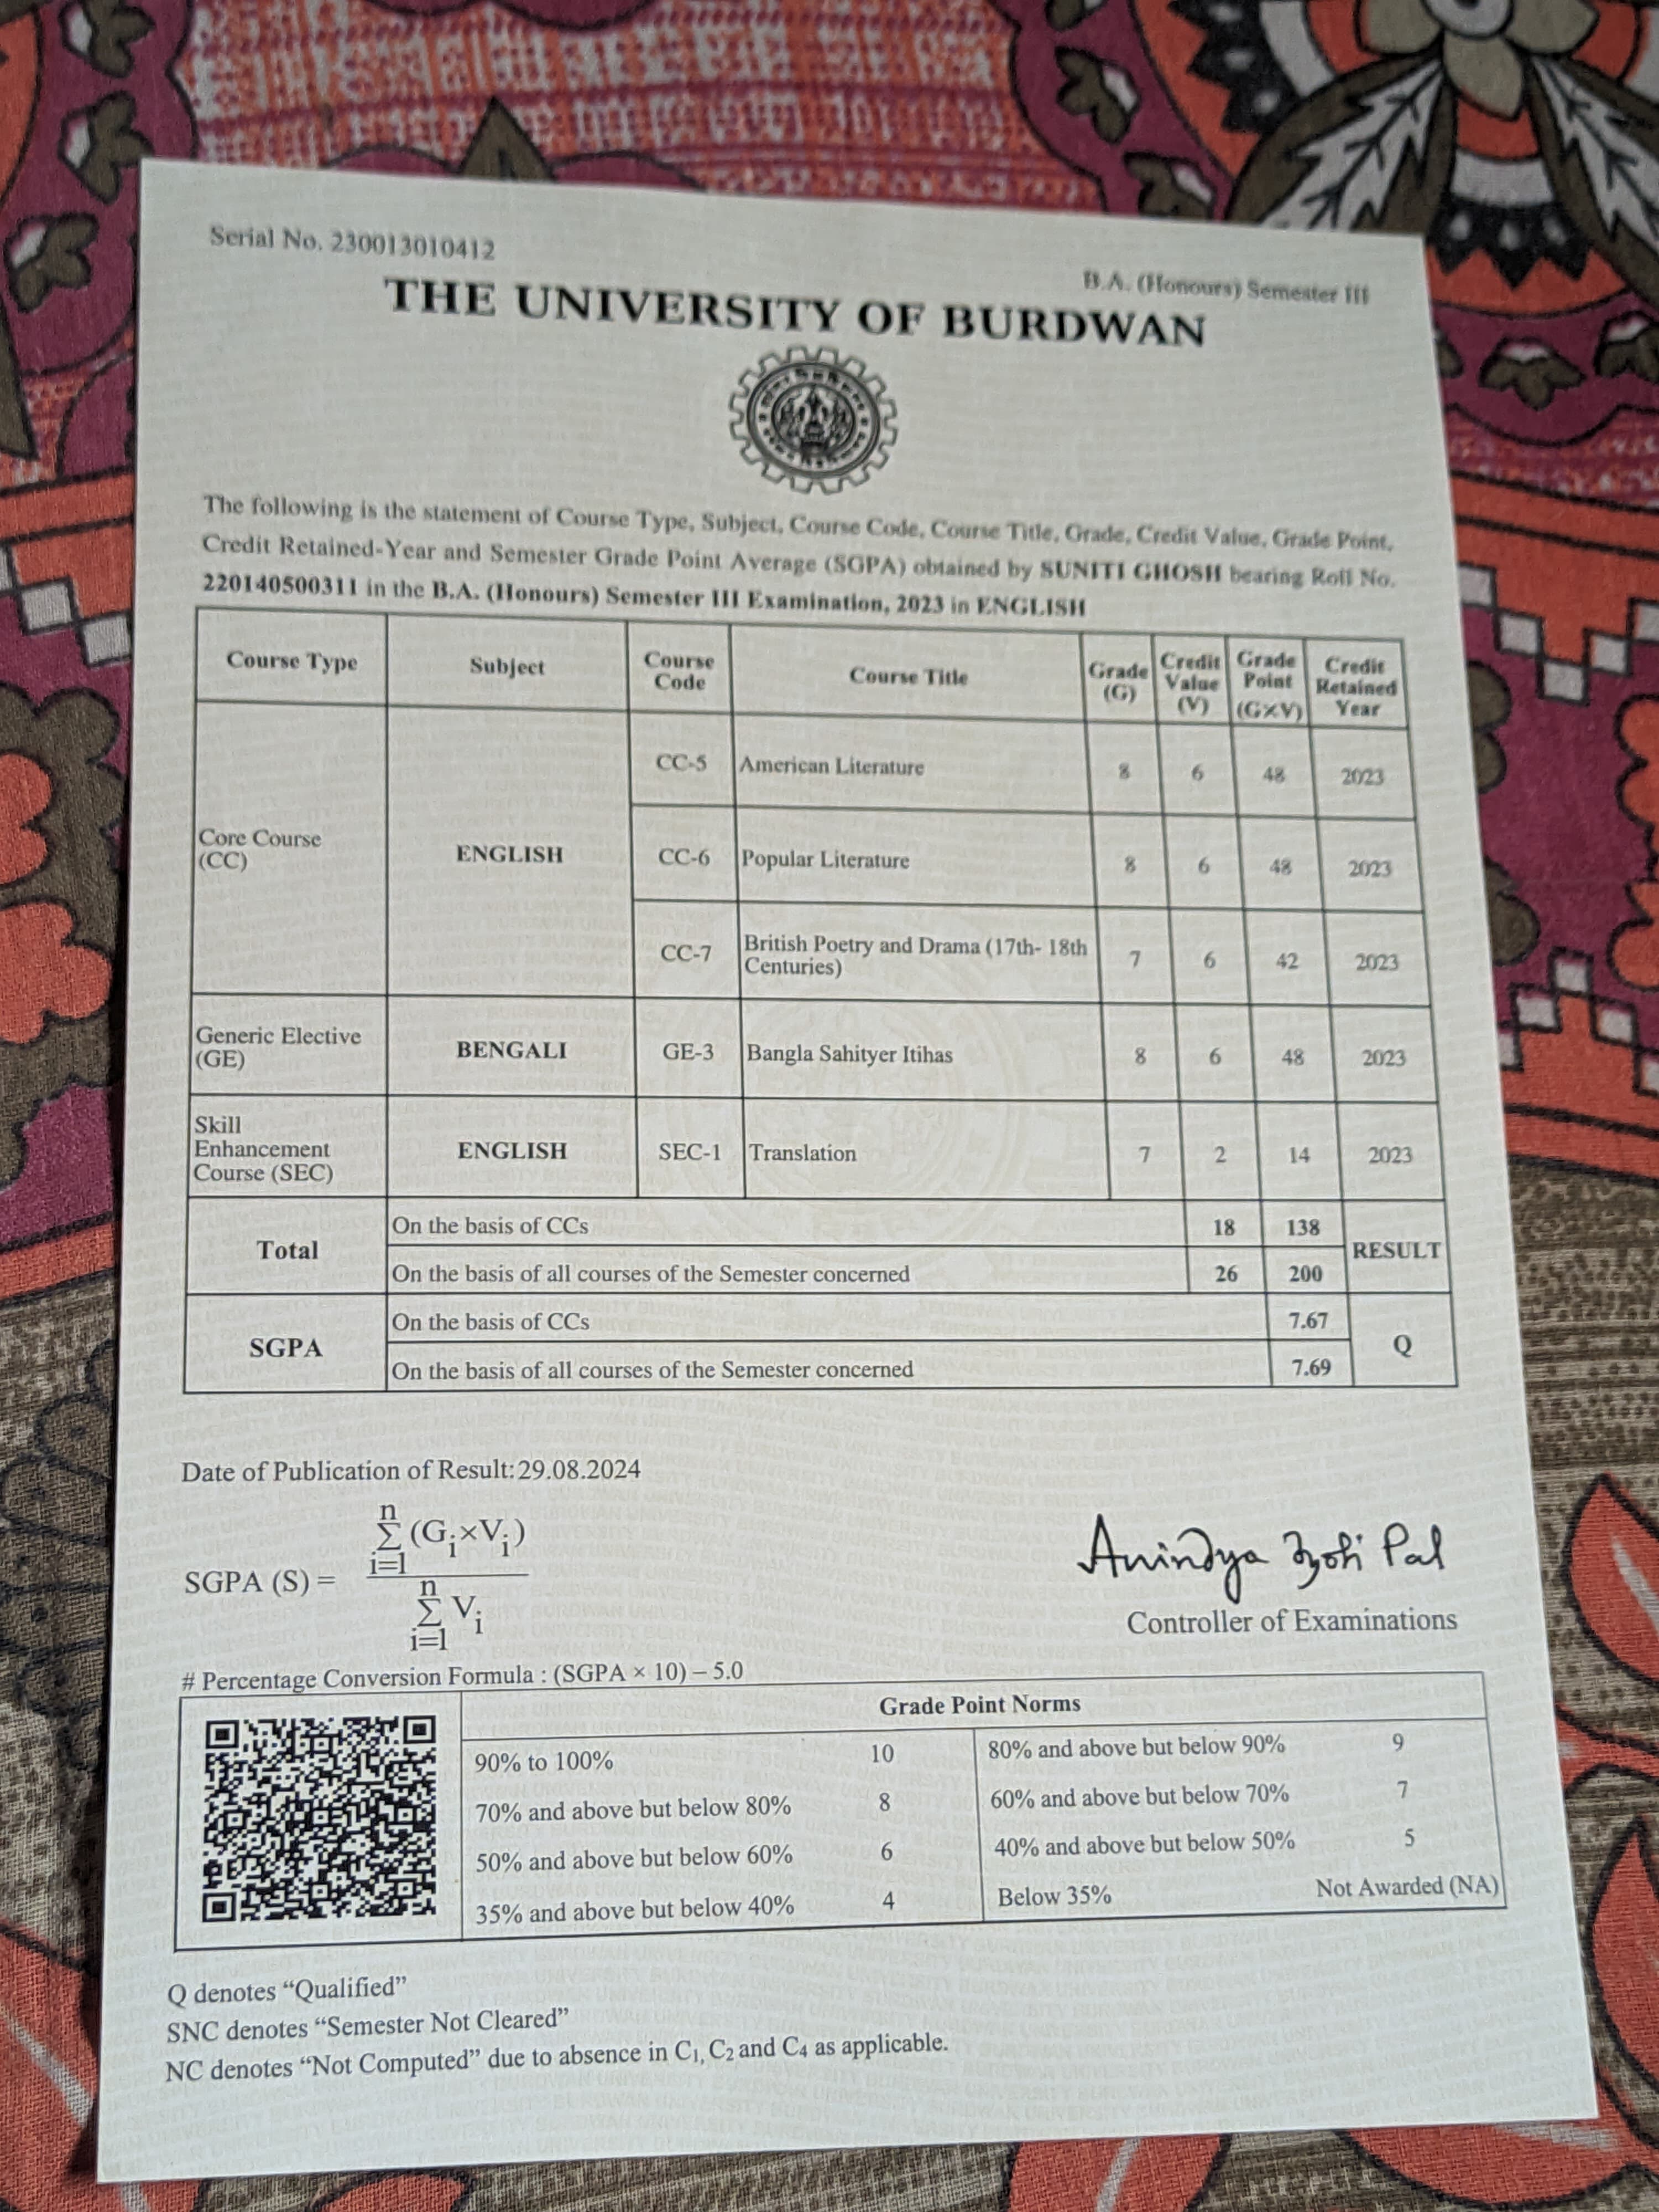 Serial No. 230013010412
B.A. (Honours) Semester III
THE UNIVERSITY OF BURDWAN
The following is the statement of Course Type, Subject, Course Code, Course Title, Grade, Credit Value, Grade Point,
Credit Retained-Year and Semester Grade Point Average (SGPA) obtained by SUNITI GHOSH bearing Roll No.
220140500311 in the B.A. (Honours) Semester III Examination, 2023 in ENGLISH
Course Type Subject Course Code Course Title Grade (G) Credit Value (V) Grade Point (G×V) Credit Retained Year
Core Course (CC) ENGLISH
CC-5 American Literature 8 6 48 2023
CC-6 Popular Literature 8 6 48 2023
CC-7 British Poetry and Drama (17th- 18th Centuries) 7 6 42 2023
Generic Elective (GE) BENGALI GE-3 Bangla Sahityer Itihas 8 6 48 2023
Skill Enhancement Course (SEC) ENGLISH SEC-1 Translation 7 2 14 2023
Total
On the basis of CCs 18 138
On the basis of all courses of the Semester concerned 26 200
RESULT
SGPA
On the basis of CCs 7.67
On the basis of all courses of the Semester concerned 7.69
Q
Date of Publication of Result:29.08.2024
SGPA (S) = n Σ i=1 (Gi×Vi) / n Σ i=1 Vi
Anindya Jyoti Pal
Controller of Examinations
# Percentage Conversion Formula : (SGPA × 10) – 5.0
Grade Point Norms
90% to 100% 10 80% and above but below 90% 9
70% and above but below 80% 8 60% and above but below 70% 7
50% and above but below 60% 6 40% and above but below 50% 5
35% and above but below 40% 4 Below 35% Not Awarded (NA)
Q denotes “Qualified”
SNC denotes “Semester Not Cleared”
NC denotes “Not Computed” due to absence in C1, C2 and C4 as applicable.